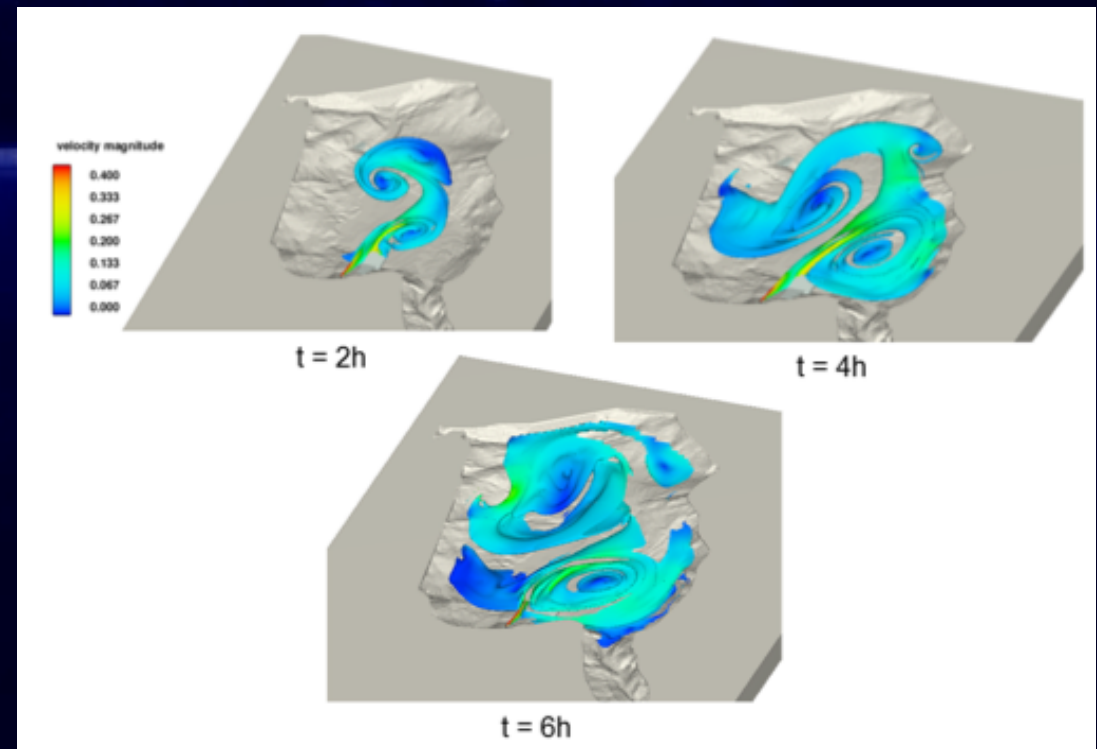 velocity magnitude
0.400
0.333
0.267
0.200
0.133
0.067
0.000
t = 2h
t = 4h
t = 6h